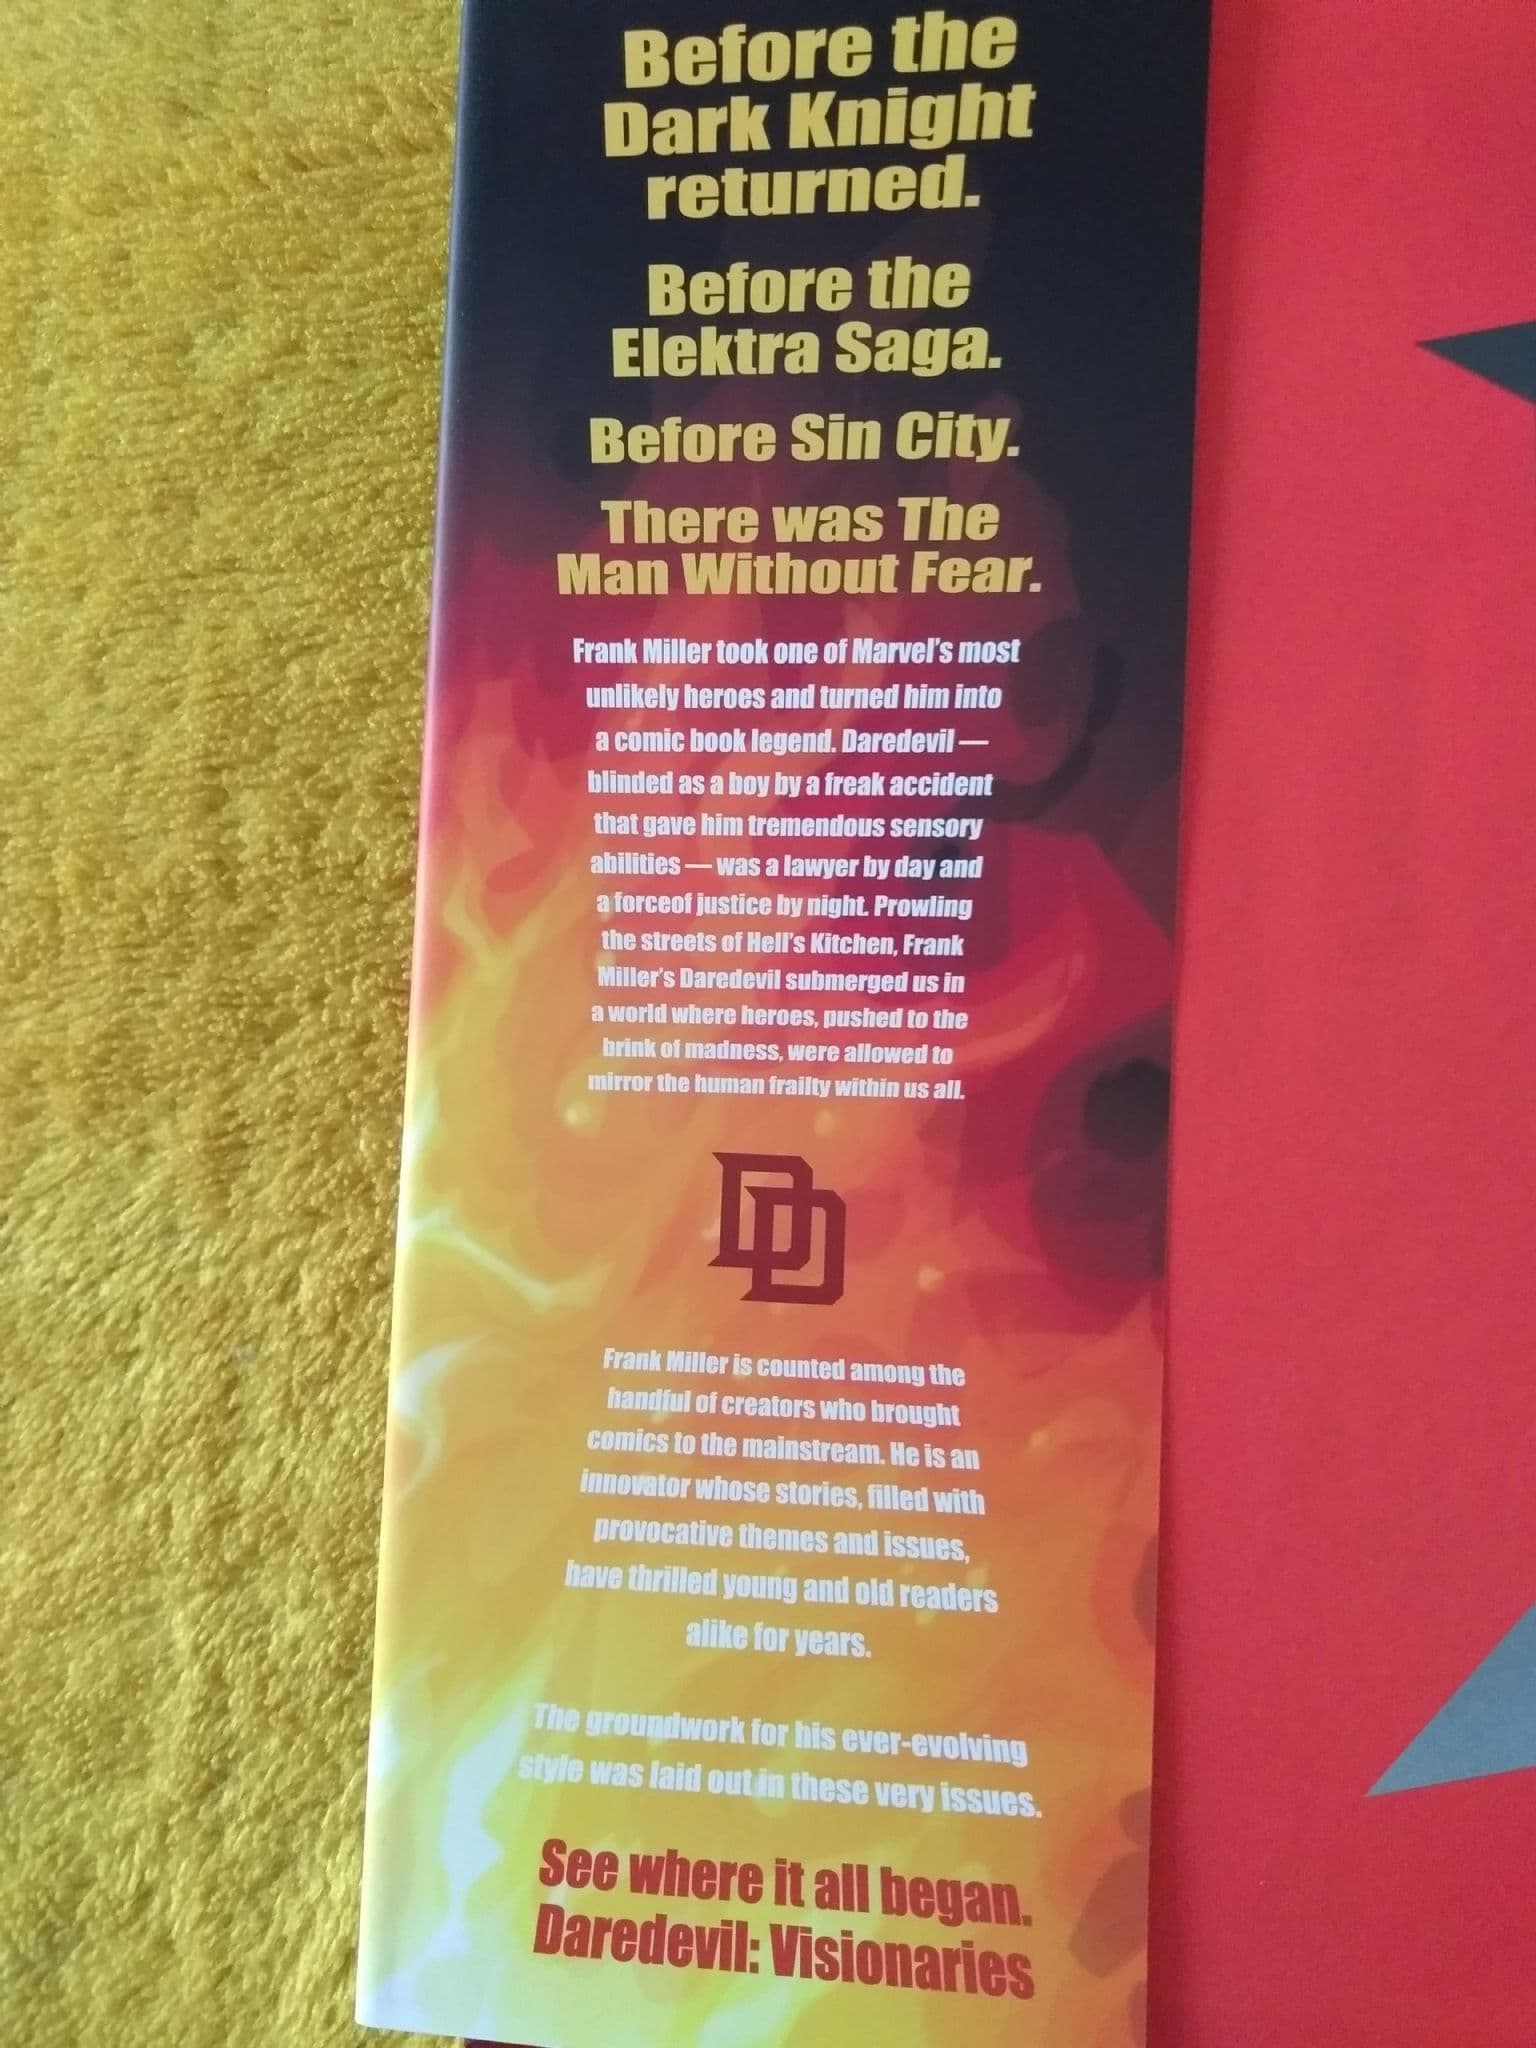 Before the
Dark Knight
returned.
Before the
Elektra Saga.
Before Sin City.
There was The
Man Without Fear.
Frank Miller took one of Marvel's most
unlikely heroes and turned him into
a comic book legend. Daredevil —
blinded as a boy by a freak accident
that gave him tremendous sensory
abilities — was a lawyer by day and
a forceof justice by night. Prowling
the streets of Hell's Kitchen, Frank
Miller's Daredevil submerged us in
a world where heroes, pushed to the
brink of madness, were allowed to
mirror the human frailty within us all.
DD
Frank Miller is counted among the
handful of creators who brought
comics to the mainstream. He is an
innovator whose stories, filled with
provocative themes and issues,
have thrilled young and old readers
alike for years.
The groundwork for his ever-evolving
style was laid out in these very issues.
See where it all began.
Daredevil: Visionaries